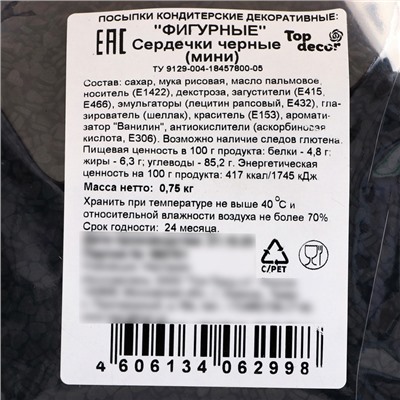 ПОСЫПКИ КОНДИТЕРСКИЕ ДЕКОРАТИВНЫЕ:
EAC
"ФИГУРНЫЕ"
Сердечки черные
(мини)
Top decor
ТУ 9129-004-18457800-05
Состав: сахар, мука рисовая, масло пальмовое,
носитель (Е1422), декстроза, загустители (Е415,
Е466), эмульгаторы (лецитин рапсовый, Е432), гла-
зирователь (шеллак), краситель (Е153), аромати-
затор "Ванилин", антиокислители (аскорбиновая
кислота, Е306). Возможно наличие следов глютена.
Пищевая ценность в 100 г продукта: белки - 4,8 г;
жиры - 6,3 г; углеводы - 85,2 г. Энергетическая
ценность на 100 г продукта: 417 ккал/1745 кДж
Масса нетто: 0,75 кг
Хранить при температуре не выше 40 °С и
относительной влажности воздуха не более 70%
Срок годности: 24 месяца.
C/PET
4 606134 062998